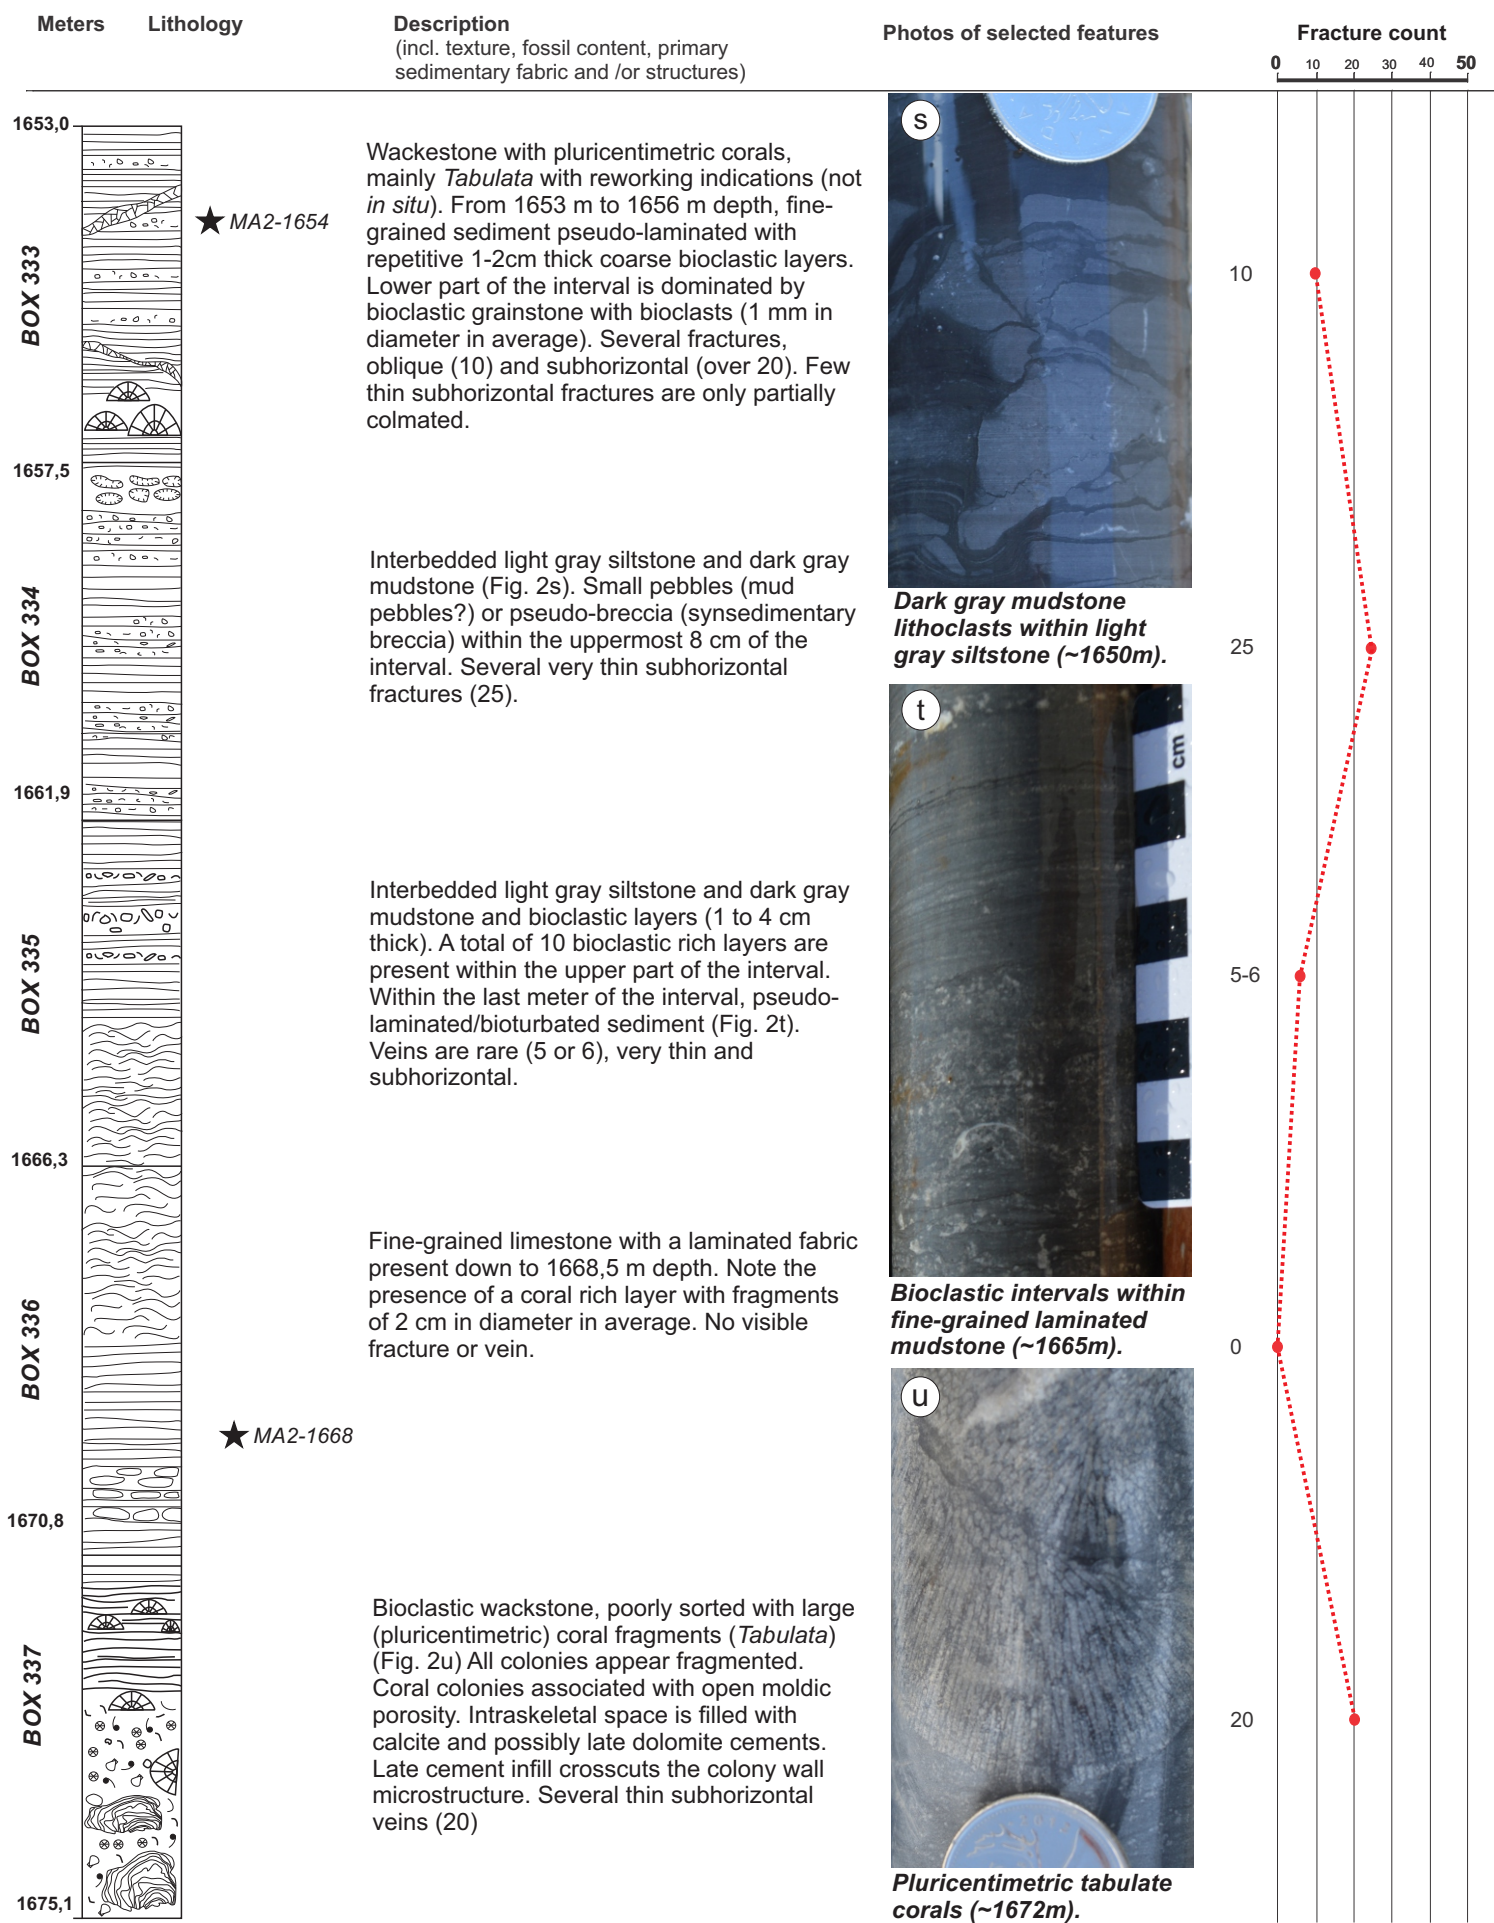 Meters Lithology Description Photos of selected features Fracture count
(incl. texture, fossil content, primary
sedimentary fabric and /or structures)
0 10 20 30 40 50
1653,0
BOX 333
MA2-1654
Wackestone with pluricentimetric corals,
mainly Tabulata with reworking indications (not
in situ). From 1653 m to 1656 m depth, fine-
grained sediment pseudo-laminated with
repetitive 1-2cm thick coarse bioclastic layers.
Lower part of the interval is dominated by
bioclastic grainstone with bioclasts (1 mm in
diameter in average). Several fractures,
oblique (10) and subhorizontal (over 20). Few
thin subhorizontal fractures are only partially
colmated.
s
10
1657,5
BOX 334
Interbedded light gray siltstone and dark gray
mudstone (Fig. 2s). Small pebbles (mud
pebbles?) or pseudo-breccia (synsedimentary
breccia) within the uppermost 8 cm of the
interval. Several very thin subhorizontal
fractures (25).
Dark gray mudstone
lithoclasts within light
gray siltstone (~1650m).
25
1661,9
BOX 335
Interbedded light gray siltstone and dark gray
mudstone and bioclastic layers (1 to 4 cm
thick). A total of 10 bioclastic rich layers are
present within the upper part of the interval.
Within the last meter of the interval, pseudo-
laminated/bioturbated sediment (Fig. 2t).
Veins are rare (5 or 6), very thin and
subhorizontal.
t
cm
5-6
1666,3
BOX 336
Fine-grained limestone with a laminated fabric
present down to 1668,5 m depth. Note the
presence of a coral rich layer with fragments
of 2 cm in diameter in average. No visible
fracture or vein.
MA2-1668
Bioclastic intervals within
fine-grained laminated
mudstone (~1665m).
0
1670,8
BOX 337
Bioclastic wackstone, poorly sorted with large
(pluricentimetric) coral fragments (Tabulata)
(Fig. 2u) All colonies appear fragmented.
Coral colonies associated with open moldic
porosity. Intraskeletal space is filled with
calcite and possibly late dolomite cements.
Late cement infill crosscuts the colony wall
microstructure. Several thin subhorizontal
veins (20)
u
20
Pluricentimetric tabulate
corals (~1672m).
1675,1